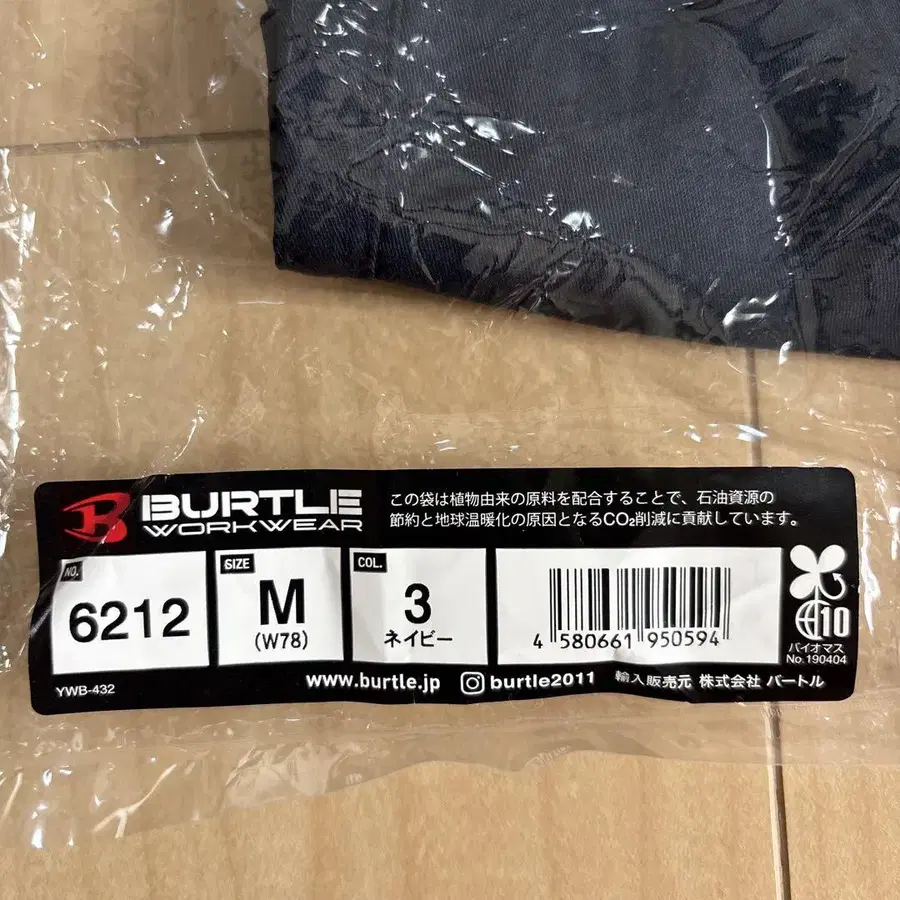 BURTLE
WORKWEAR
この袋は植物由来の原料を配合することで、石油資源の
節約と地球温暖化の原因となるCO₂削減に貢献しています。
NO.
6212
SIZE
M
(W78)
COL.
3
ネイビー
4 580661 950594
10
バイオマス
No.190404
YWB-432
www.burtle.jp
burtle2011
輸入販売元 株式会社 バートル